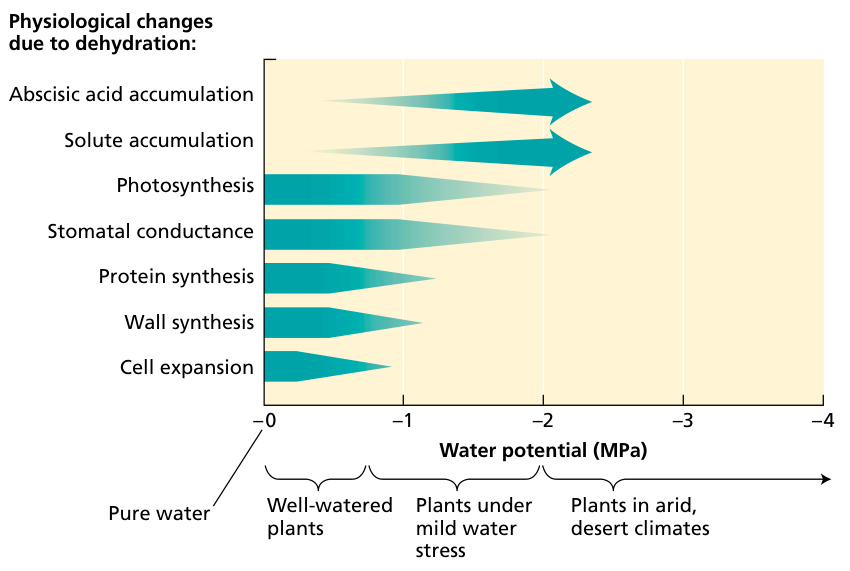 Physiological changes
due to dehydration:
Abscisic acid accumulation
Solute accumulation
Photosynthesis
Stomatal conductance
Protein synthesis
Wall synthesis
Cell expansion
–0
–1
–2
–3
–4
Water potential (MPa)
Pure water
Well-watered
plants
Plants under
mild water
stress
Plants in arid,
desert climates